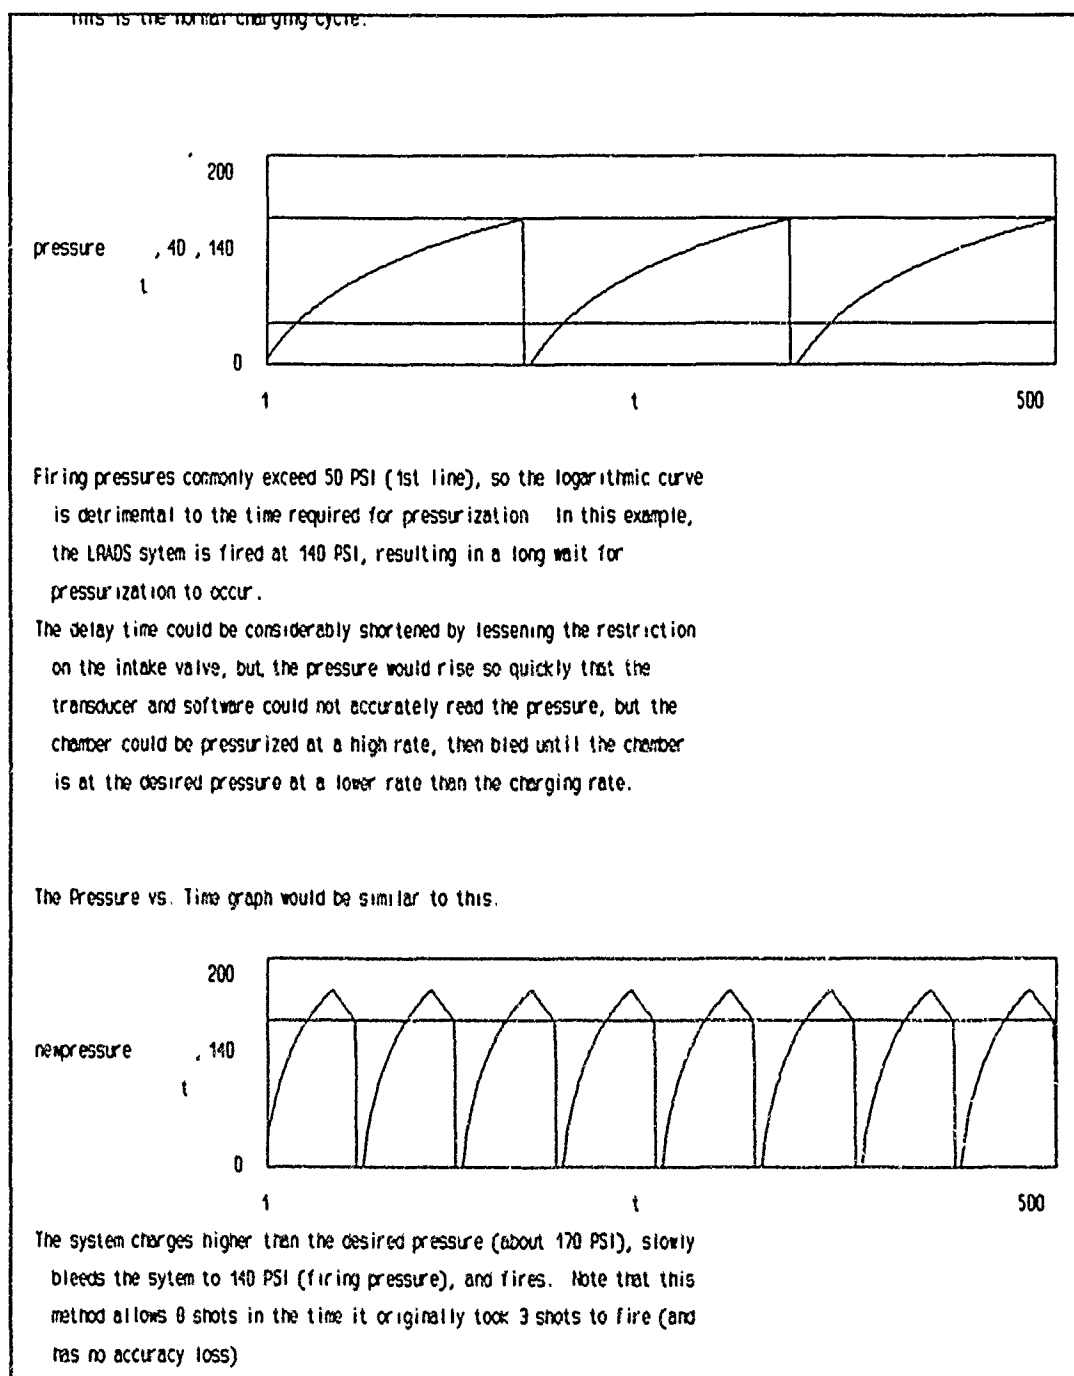 This is the normal charging cycle.
200
pressure , 40 , 140
t
0
1 t 500
Firing pressures commonly exceed 50 PSI (1st line), so the logarithmic curve
is detrimental to the time required for pressurization In this example,
the LRADS sytem is fired at 140 PSI, resulting in a long wait for
pressurization to occur.
The delay time could be considerably shortened by lessening the restriction
on the intake valve, but, the pressure would rise so quickly that the
transducer and software could not accurately read the pressure, but the
chamber could be pressurized at a high rate, then bled until the chamber
is at the desired pressure at a lower rate than the charging rate.
The Pressure vs. Time graph would be similar to this.
200
newpressure , 140
t
0
1 t 500
The system charges higher than the desired pressure (about 170 PSI), slowly
bleeds the sytem to 140 PSI (firing pressure), and fires. Note that this
method allows 8 shots in the time it originally took 3 shots to fire (and
has no accuracy loss)